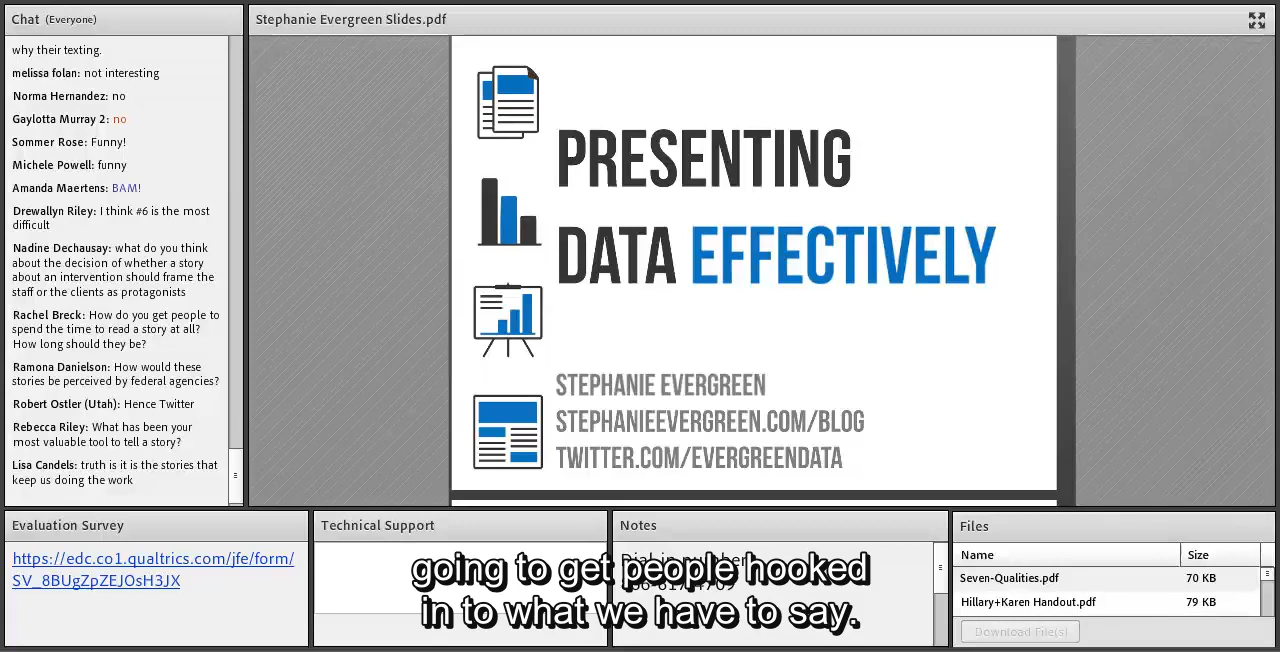 Chat (Everyone)
why their texting.
melissa folan: not interesting
Norma Hernandez: no
Gaylotta Murray 2: no
Sommer Rose: Funny!
Michele Powell: funny
Amanda Maertens: BAM!
Drewallyn Riley: I think #6 is the most
difficult
Nadine Dechausay: what do you think
about the decision of whether a story
about an intervention should frame the
staff or the clients as protagonists
Rachel Breck: How do you get people to
spend the time to read a story at all?
How long should they be?
Ramona Danielson: How would these
stories be perceived by federal agencies?
Robert Ostler (Utah): Hence Twitter
Rebecca Riley: What has been your
most valuable tool to tell a story?
Lisa Candels: truth is it is the stories that
keep us doing the work
Stephanie Evergreen Slides.pdf
PRESENTING
DATA EFFECTIVELY
STEPHANIE EVERGREEN
STEPHANIEEVERGREEN.COM/BLOG
TWITTER.COM/EVERGREENDATA
Evaluation Survey
https://edc.co1.qualtrics.com/jfe/form/
SV_8BUgZpZEJOsH3JX
Technical Support
Notes
going to get people hooked
in to what we have to say.
Files
Name Size
Seven-Qualities.pdf 70 KB
Hillary+Karen Handout.pdf 79 KB
Download File(s)